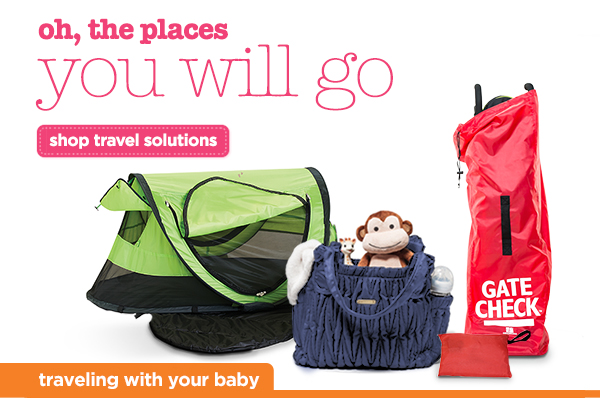 oh, the places
you will go
shop travel solutions
GATE
CHECK
traveling with your baby